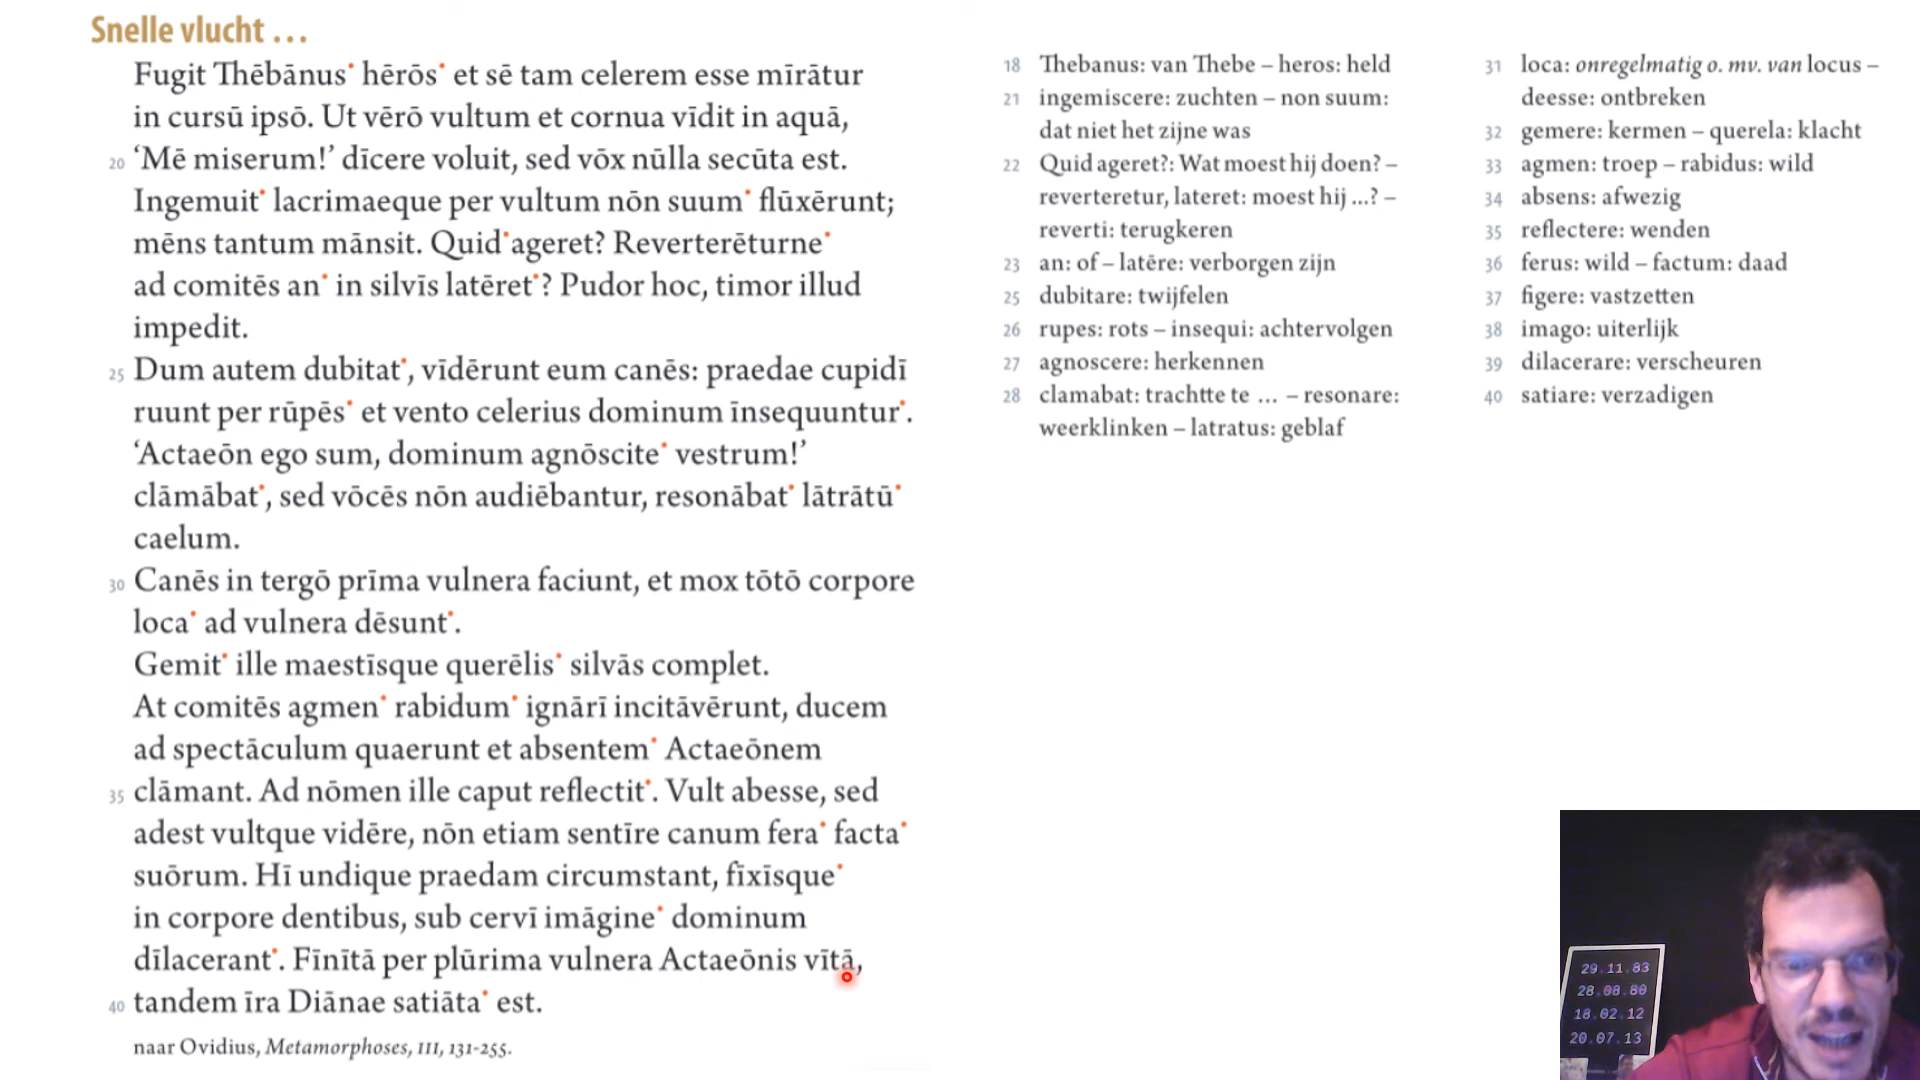 Snelle vlucht …
Fugit Thēbānus• hērōs• et sē tam celerem esse mīrātur
in cursū ipsō. Ut vērō vultum et cornua vīdit in aquā,
20 ‘Mē miserum!’ dīcere voluit, sed vōx nūlla secūta est.
Ingemuit• lacrimaeque per vultum nōn suum• flūxērunt;
mēns tantum mānsit. Quid•ageret? Reverterēturne•
ad comitēs an• in silvīs latēret•? Pudor hoc, timor illud
impedit.
25 Dum autem dubitat•, vīdērunt eum canēs: praedae cupidī
ruunt per rūpēs• et vento celerius dominum īnsequuntur•.
‘Actaeōn ego sum, dominum agnōscite• vestrum!’
clāmābat•, sed vōcēs nōn audiēbantur, resonābat• lātrātū•
caelum.
30 Canēs in tergō prīma vulnera faciunt, et mox tōtō corpore
loca• ad vulnera dēsunt•.
Gemit• ille maestīsque querēlis• silvās complet.
At comitēs agmen• rabidum• ignārī incitāvērunt, ducem
ad spectāculum quaerunt et absentem• Actaeōnem
35 clāmant. Ad nōmen ille caput reflectit•. Vult abesse, sed
adest vultque vidēre, nōn etiam sentīre canum fera• facta•
suōrum. Hī undique praedam circumstant, fīxīsque•
in corpore dentibus, sub cervī imāgine• dominum
dīlacerant•. Fīnītā per plūrima vulnera Actaeōnis vītā,
40 tandem īra Diānae satiāta• est.
naar Ovidius, Metamorphoses, III, 131-255.
18 Thebanus: van Thebe – heros: held
21 ingemiscere: zuchten – non suum:
dat niet het zijne was
22 Quid ageret?: Wat moest hij doen? –
reverteretur, lateret: moest hij ...? –
reverti: terugkeren
23 an: of – latēre: verborgen zijn
25 dubitare: twijfelen
26 rupes: rots – insequi: achtervolgen
27 agnoscere: herkennen
28 clamabat: trachtte te … – resonare:
weerklinken – latratus: geblaf
31 loca: onregelmatig o. mv. van locus –
deesse: ontbreken
32 gemere: kermen – querela: klacht
33 agmen: troep – rabidus: wild
34 absens: afwezig
35 reflectere: wenden
36 ferus: wild – factum: daad
37 figere: vastzetten
38 imago: uiterlijk
39 dilacerare: verscheuren
40 satiare: verzadigen
29.11.83
28.08.80
18.02.12
20.07.13